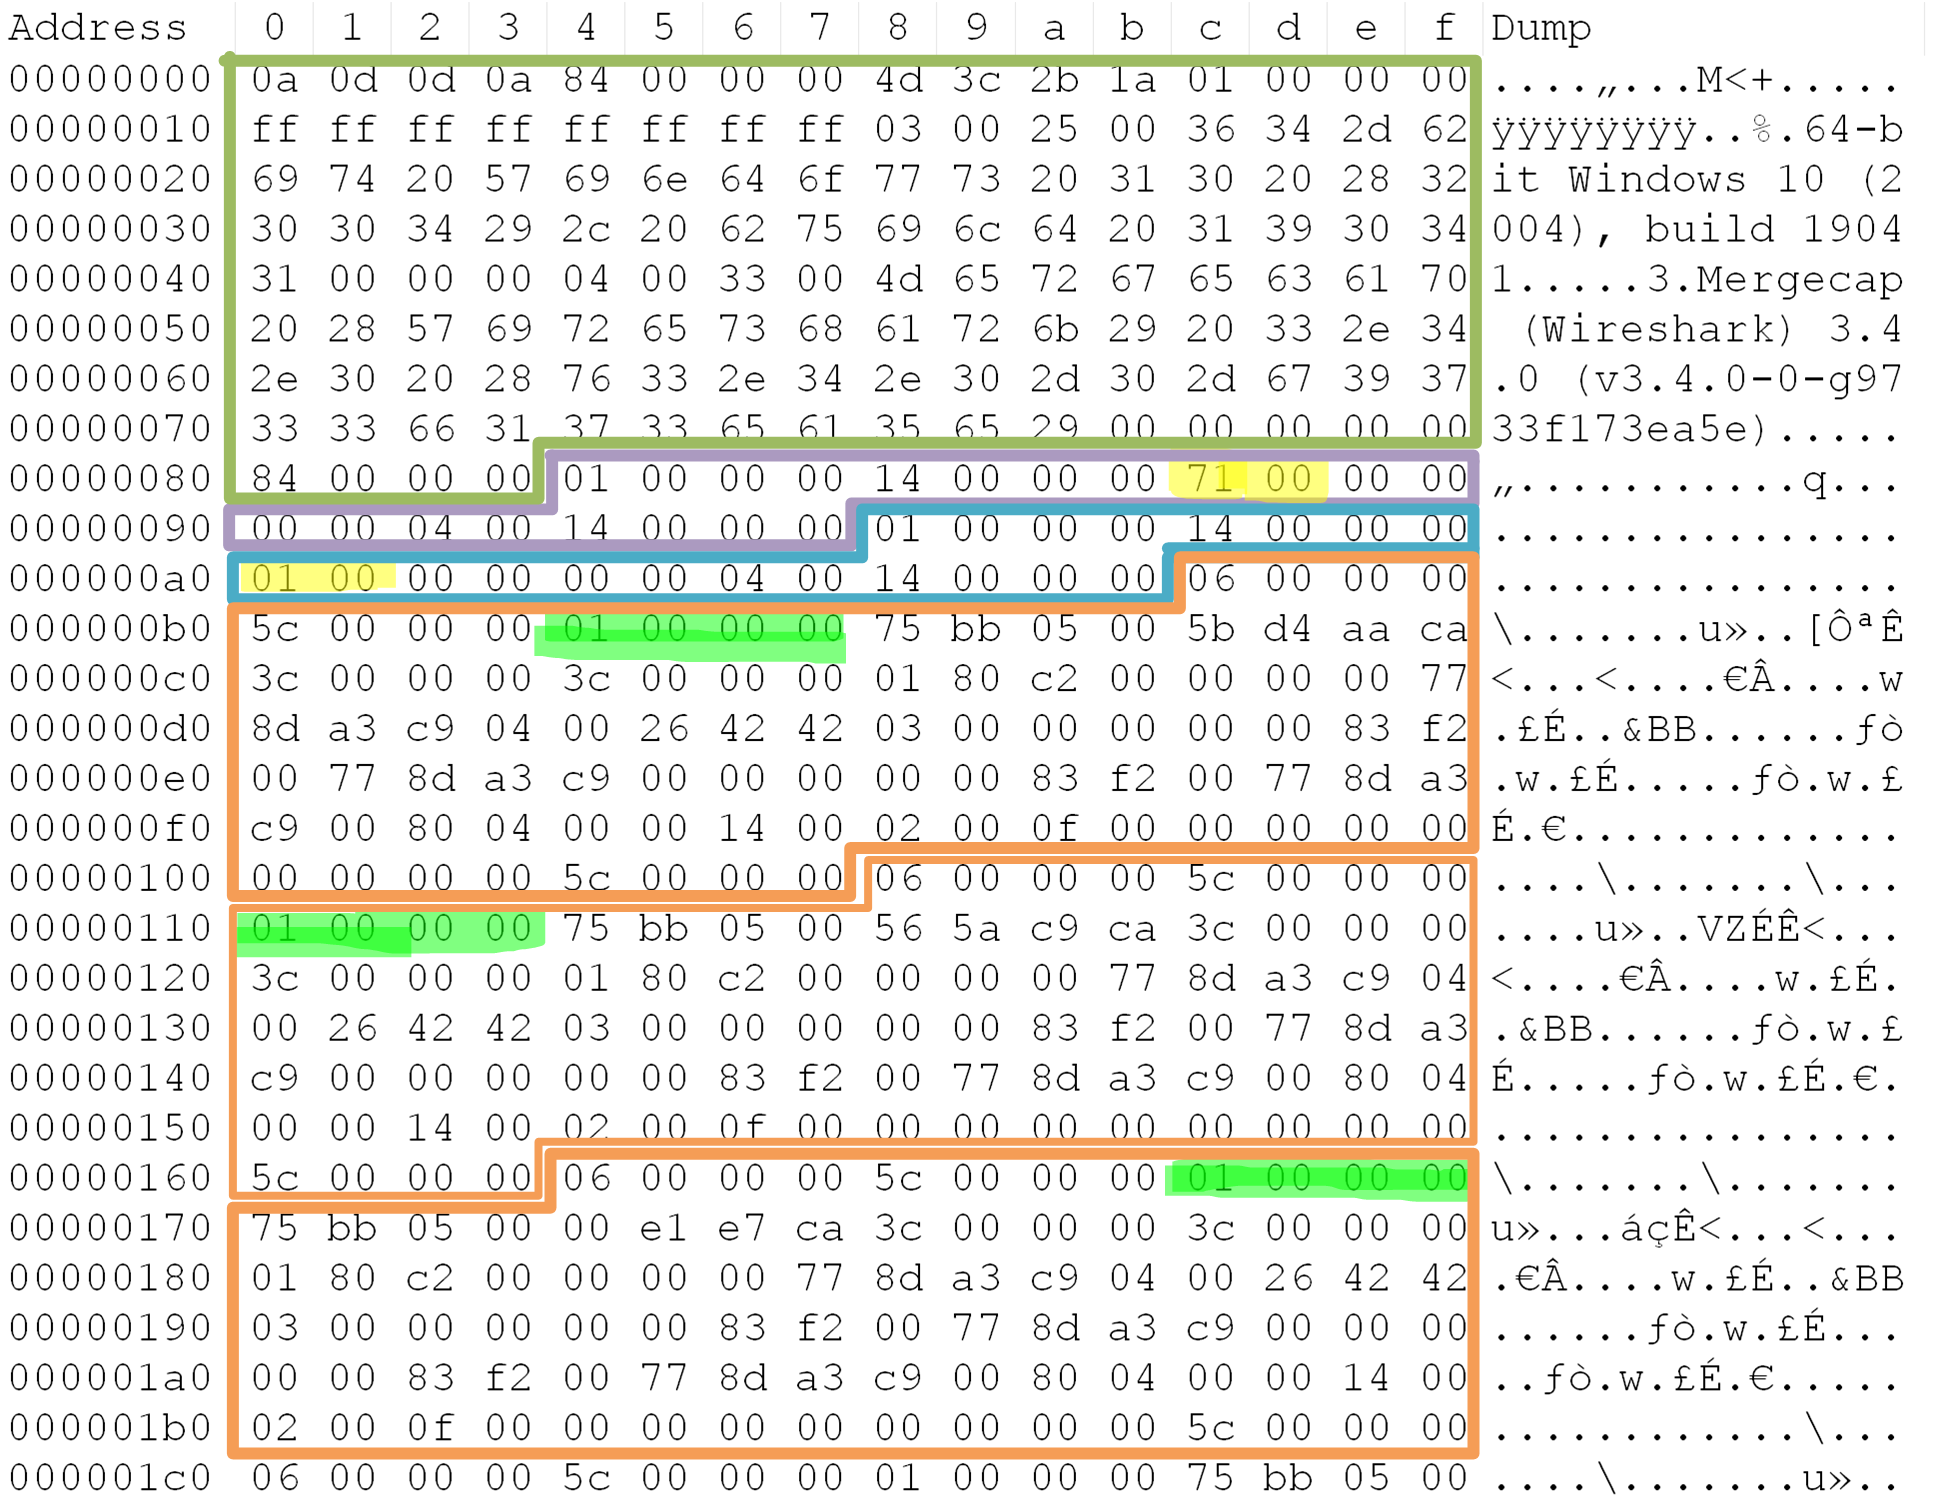 Address 0 1 2 3 4 5 6 7 8 9 a b c d e f Dump
00000000 0a 0d 0d 0a 84 00 00 00 4d 3c 2b 1a 01 00 00 00 ....„...M<+.....
00000010 ff ff ff ff ff ff ff ff 03 00 25 00 36 34 2d 62 ÿÿÿÿÿÿÿÿ..%.64-b
00000020 69 74 20 57 69 6e 64 6f 77 73 20 31 30 20 28 32 it Windows 10 (2
00000030 30 30 34 29 2c 20 62 75 69 6c 64 20 31 39 30 34 004), build 1904
00000040 31 00 00 00 04 00 33 00 4d 65 72 67 65 63 61 70 1.....3.Mergecap
00000050 20 28 57 69 72 65 73 68 61 72 6b 29 20 33 2e 34 (Wireshark) 3.4
00000060 2e 30 20 28 76 33 2e 34 2e 30 2d 30 2d 67 39 37 .0 (v3.4.0-0-g97
00000070 33 33 66 31 37 33 65 61 35 65 29 00 00 00 00 00 33f173ea5e).....
00000080 84 00 00 00 01 00 00 00 14 00 00 00 71 00 00 00 „...........q...
00000090 00 00 04 00 14 00 00 00 01 00 00 00 14 00 00 00 ................
000000a0 01 00 00 00 00 00 04 00 14 00 00 00 06 00 00 00 ................
000000b0 5c 00 00 00 01 00 00 00 75 bb 05 00 5b d4 aa ca \.......u»..[ÔªÊ
000000c0 3c 00 00 00 3c 00 00 00 01 80 c2 00 00 00 00 77 <...<....€Â....w
000000d0 8d a3 c9 04 00 26 42 42 03 00 00 00 00 00 83 f2 .£É..&BB......ƒò
000000e0 00 77 8d a3 c9 00 00 00 00 00 83 f2 00 77 8d a3 .w.£É.....ƒò.w.£
000000f0 c9 00 80 04 00 00 14 00 02 00 0f 00 00 00 00 00 É.€.............
00000100 00 00 00 00 5c 00 00 00 06 00 00 00 5c 00 00 00 ....\.......\...
00000110 01 00 00 00 75 bb 05 00 56 5a c9 ca 3c 00 00 00 ....u»..VZÉÊ<...
00000120 3c 00 00 00 01 80 c2 00 00 00 00 77 8d a3 c9 04 <....€Â....w.£É.
00000130 00 26 42 42 03 00 00 00 00 00 83 f2 00 77 8d a3 .&BB......ƒò.w.£
00000140 c9 00 00 00 00 00 83 f2 00 77 8d a3 c9 00 80 04 É.....ƒò.w.£É.€.
00000150 00 00 14 00 02 00 0f 00 00 00 00 00 00 00 00 00 ................
00000160 5c 00 00 00 06 00 00 00 5c 00 00 00 01 00 00 00 \.......\.......
00000170 75 bb 05 00 00 e1 e7 ca 3c 00 00 00 3c 00 00 00 u»...áçÊ<...<...
00000180 01 80 c2 00 00 00 00 77 8d a3 c9 04 00 26 42 42 .€Â....w.£É..&BB
00000190 03 00 00 00 00 00 83 f2 00 77 8d a3 c9 00 00 00 ......ƒò.w.£É...
000001a0 00 00 83 f2 00 77 8d a3 c9 00 80 04 00 00 14 00 ..ƒò.w.£É.€.....
000001b0 02 00 0f 00 00 00 00 00 00 00 00 00 5c 00 00 00 ............\...
000001c0 06 00 00 00 5c 00 00 00 01 00 00 00 75 bb 05 00 ....\.......u»..